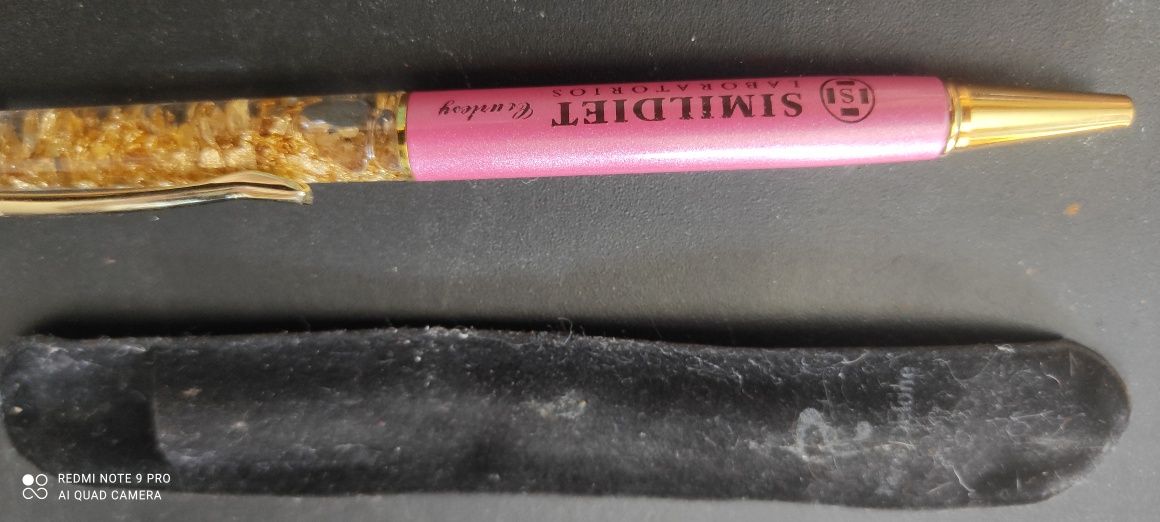 SIMILDIET
LABORATORIOS
Courtesy
REDMI NOTE 9 PRO
AI QUAD CAMERA